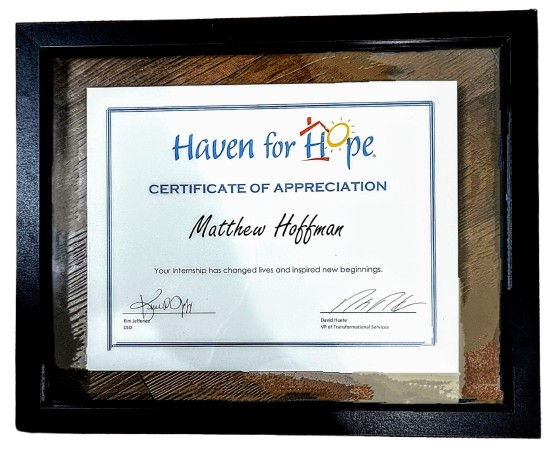 Haven for Hope®
CERTIFICATE OF APPRECIATION
Matthew Hoffman
Your Internship has changed lives and inspired new beginnings.
Kim Jefferies
CEO
David Huete
VP of Transformational Services